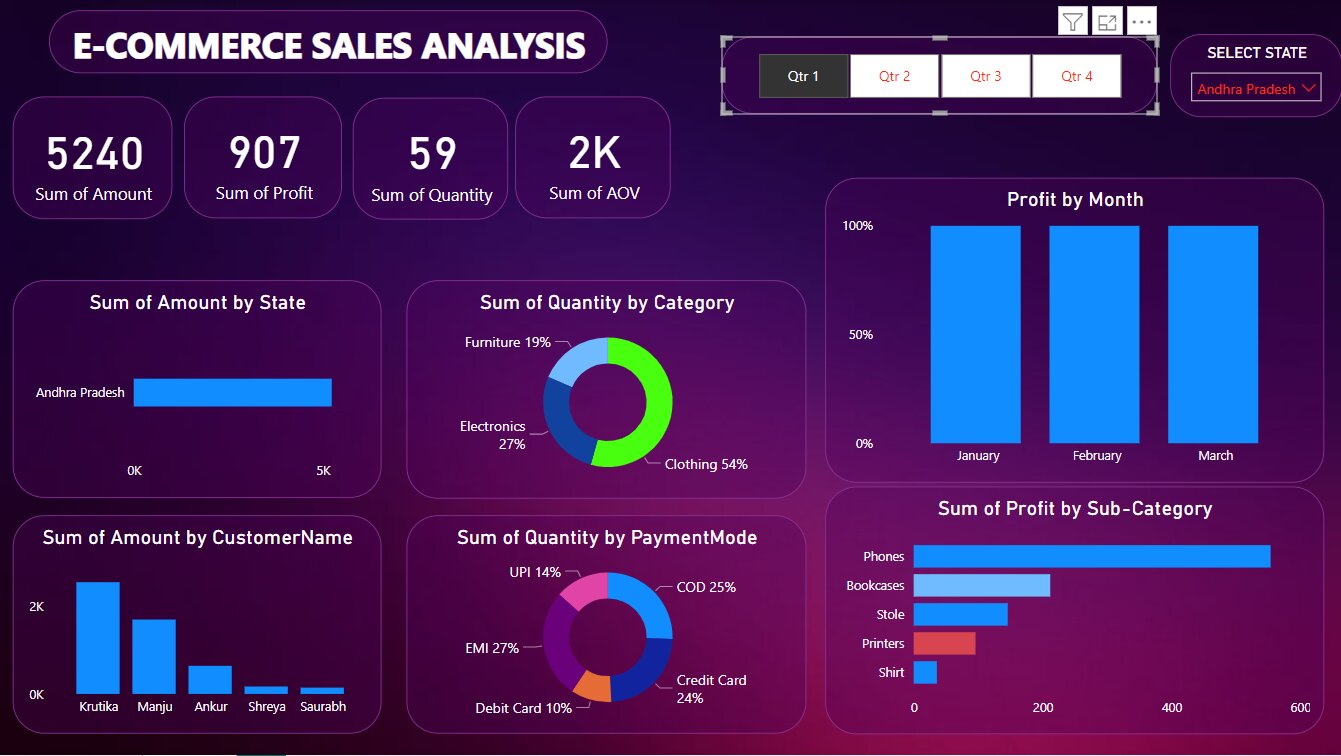 E-COMMERCE SALES ANALYSIS
Qtr 1
Qtr 2
Qtr 3
Qtr 4
SELECT STATE
Andhra Pradesh
5240
Sum of Amount
907
Sum of Profit
59
Sum of Quantity
2K
Sum of AOV
Profit by Month
100%
50%
0%
January
February
March
Sum of Amount by State
Andhra Pradesh
0K
5K
Sum of Quantity by Category
Furniture 19%
Electronics
27%
Clothing 54%
Sum of Amount by CustomerName
2K
0K
Krutika
Manju
Ankur
Shreya
Saurabh
Sum of Quantity by PaymentMode
UPI 14%
COD 25%
EMI 27%
Credit Card
24%
Debit Card 10%
Sum of Profit by Sub-Category
Phones
Bookcases
Stole
Printers
Shirt
0
200
400
600